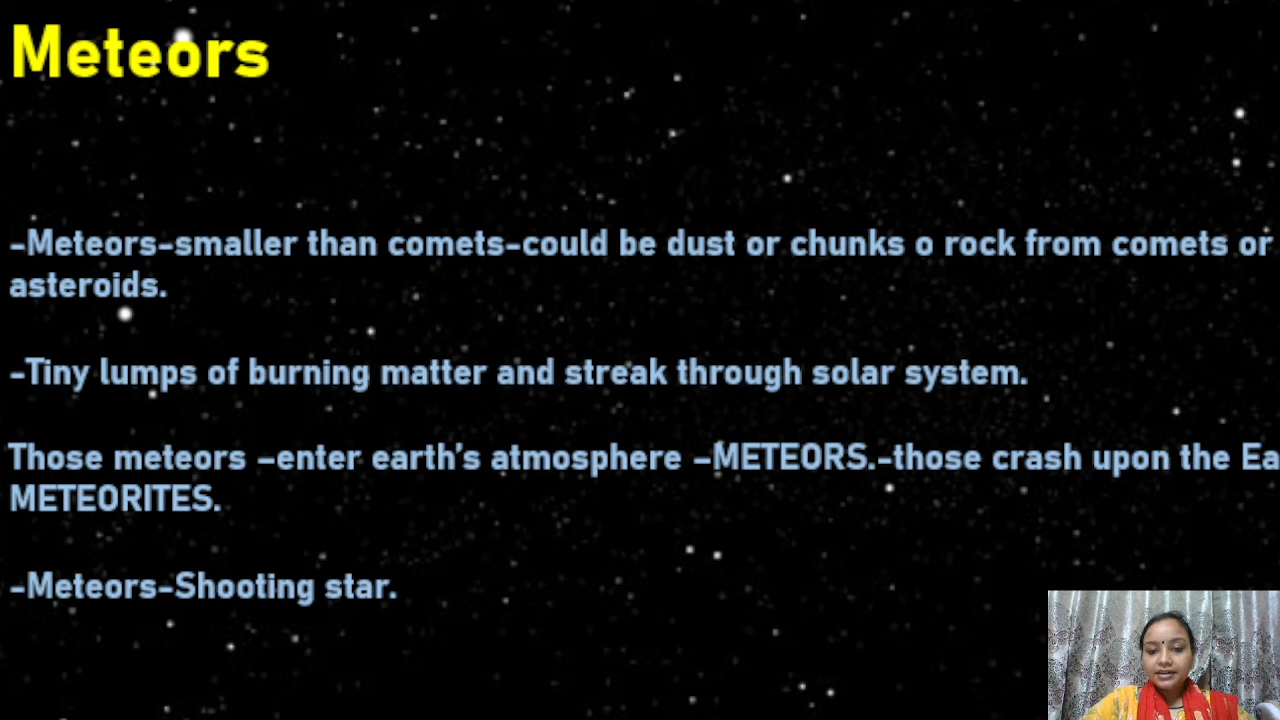 Meteors
-Meteors-smaller than comets-could be dust or chunks o rock from comets or
asteroids.
-Tiny lumps of burning matter and streak through solar system.
Those meteors -enter earth's atmosphere -METEORS.-those crash upon the Ea
METEORITES.
-Meteors-Shooting star.